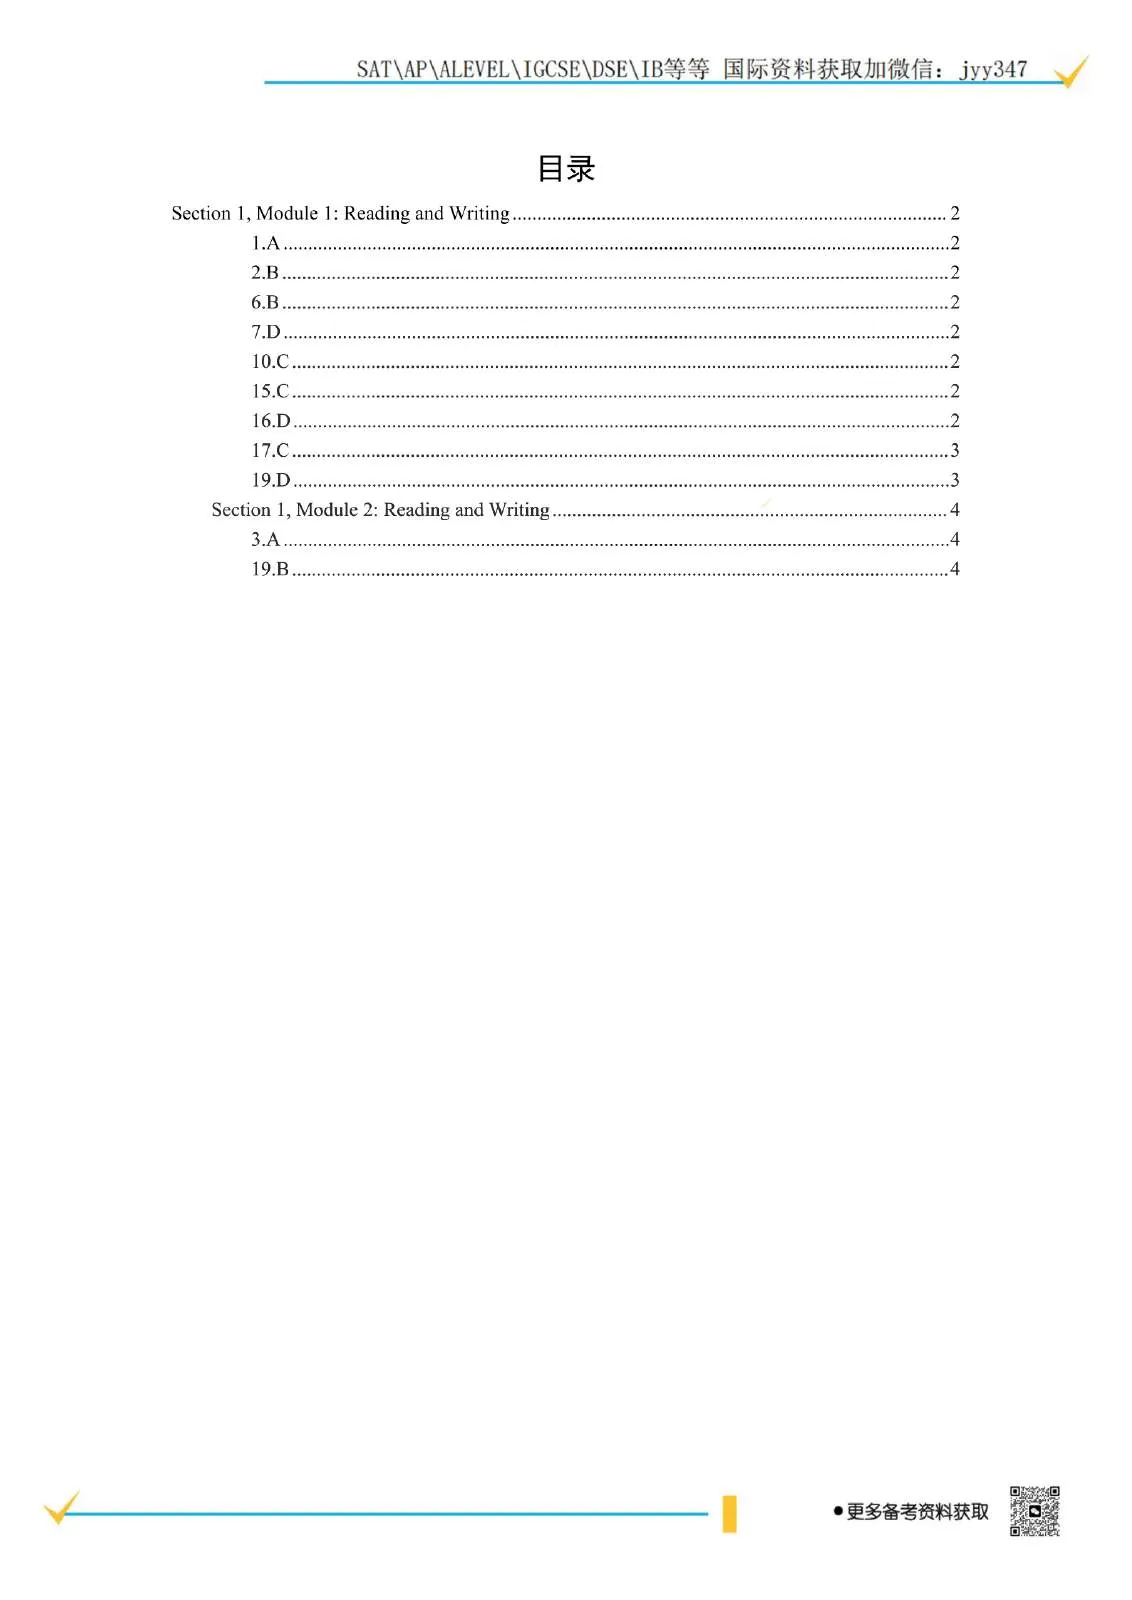 SAT\AP\ALEVEL\IGCSE\DSE\IB等等 国际资料获取加微信：jyy347
目录
Section 1, Module 1: Reading and Writing........................................................................................ 2
1.A.......................................................................................................................................2
2.B.......................................................................................................................................2
6.B.......................................................................................................................................2
7.D.......................................................................................................................................2
10.C.....................................................................................................................................2
15.C.....................................................................................................................................2
16.D.....................................................................................................................................2
17.C.....................................................................................................................................3
19.D.....................................................................................................................................3
Section 1, Module 2: Reading and Writing................................................................................ 4
3.A.......................................................................................................................................4
19.B.....................................................................................................................................4
●更多备考资料获取